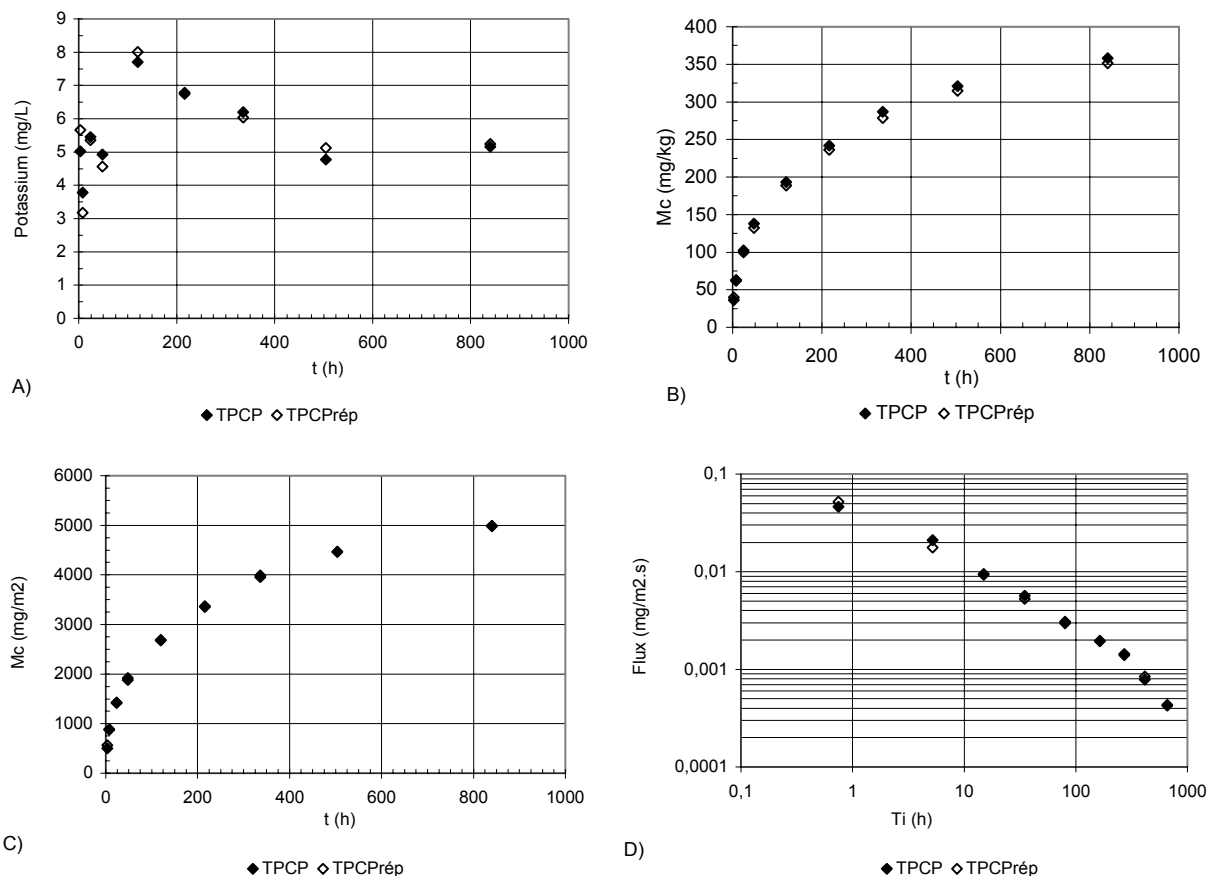 9
8
7
6
5
4
3
2
1
0
Potassium (mg/L)
0 200 400 600 800 1000
t (h)
A)
TPCP TPCPrép
400
350
300
250
200
150
100
50
0
Mc (mg/kg)
0 200 400 600 800 1000
t (h)
B)
TPCP TPCPrép
6000
5000
4000
3000
2000
1000
0
Mc (mg/m2)
0 200 400 600 800 1000
t (h)
C)
TPCP TPCPrép
0,1
0,01
0,001
0,0001
Flux (mg/m2.s)
0,1 1 10 100 1000
Ti (h)
D)
TPCP TPCPrép